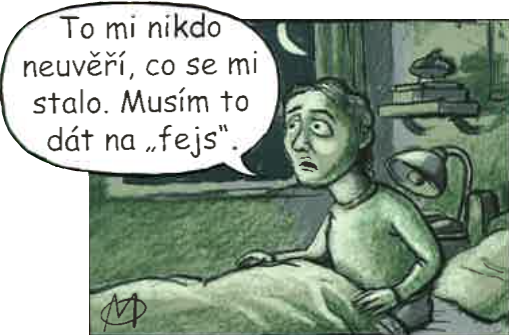 To mi nikdo
neuvěří, co se mi
stalo. Musím to
dát na „fejs“.